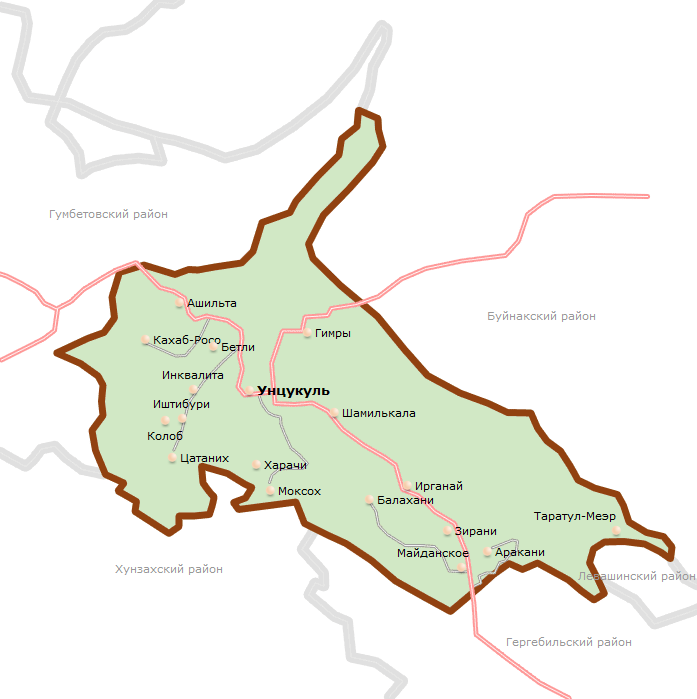 Гумбетовский район
Ашильта
Буйнакский район
Гимры
Кахаб-Росо
Бетли
Инквалита
Унцукуль
Иштибури
Шамилькала
Колоб
Цатаних
Харачи
Ирганай
Моксох
Балахани
Таратул-Меэр
Зирани
Майданское
Аракани
Хунзахский район
Левашинский район
Гергебильский район